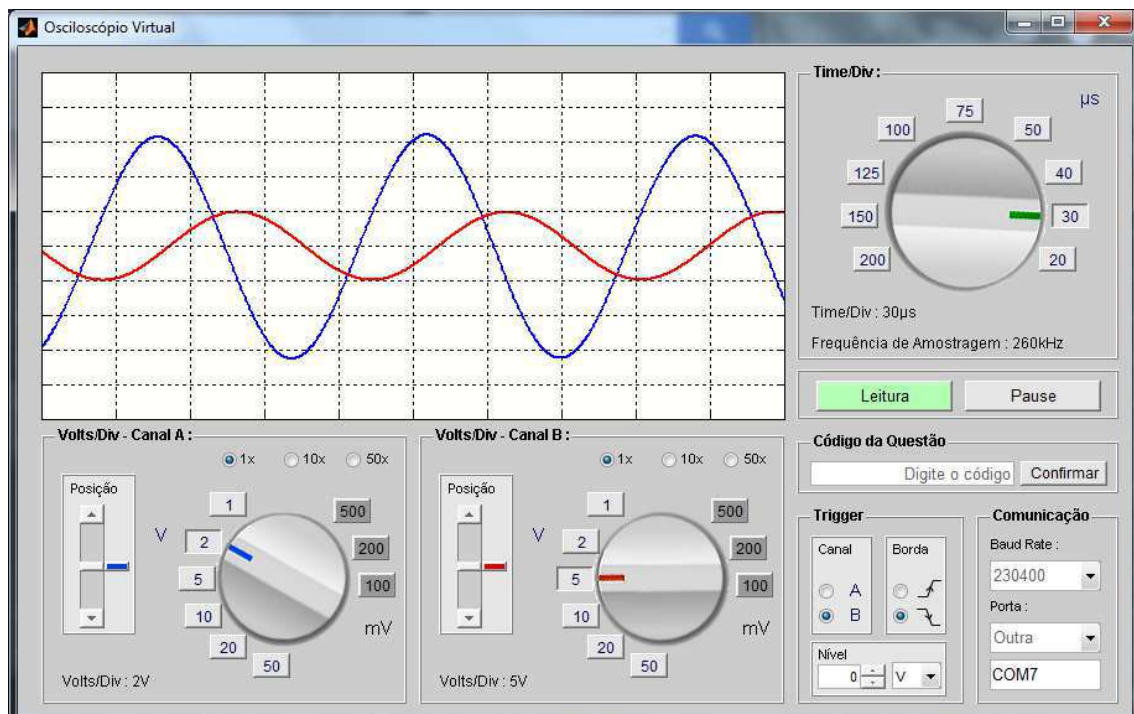 Osciloscópio Virtual
Time/Div :
µs
75
100
50
125
40
150
30
200
20
Time/Div : 30µs
Frequência de Amostragem : 260kHz
Leitura
Pause
Volts/Div - Canal A :
1x
10x
50x
Posição
V
1
2
5
10
20
50
500
200
100
mV
Volts/Div : 2V
Volts/Div - Canal B :
1x
10x
50x
Posição
V
1
2
5
10
20
50
500
200
100
mV
Volts/Div : 5V
Código da Questão
Digite o código
Confirmar
Trigger
Canal
A
B
Borda
Nível
0
V
Comunicação
Baud Rate :
230400
Porta :
Outra
COM7